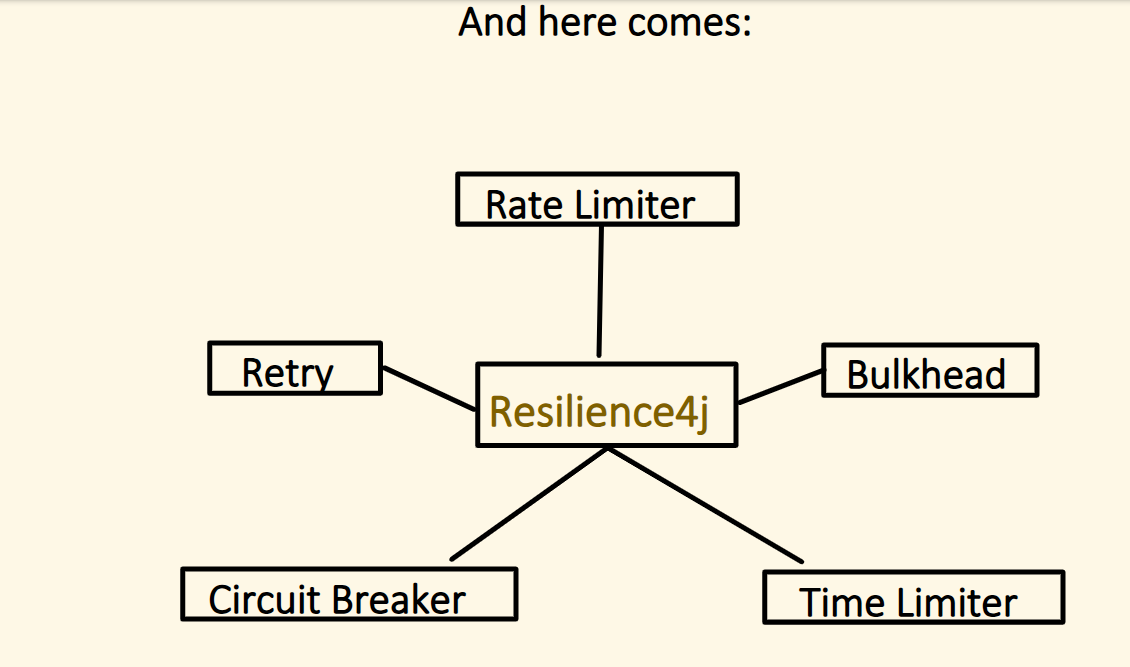 And here comes:
Rate Limiter
Retry
Bulkhead
Resilience4j
Circuit Breaker
Time Limiter